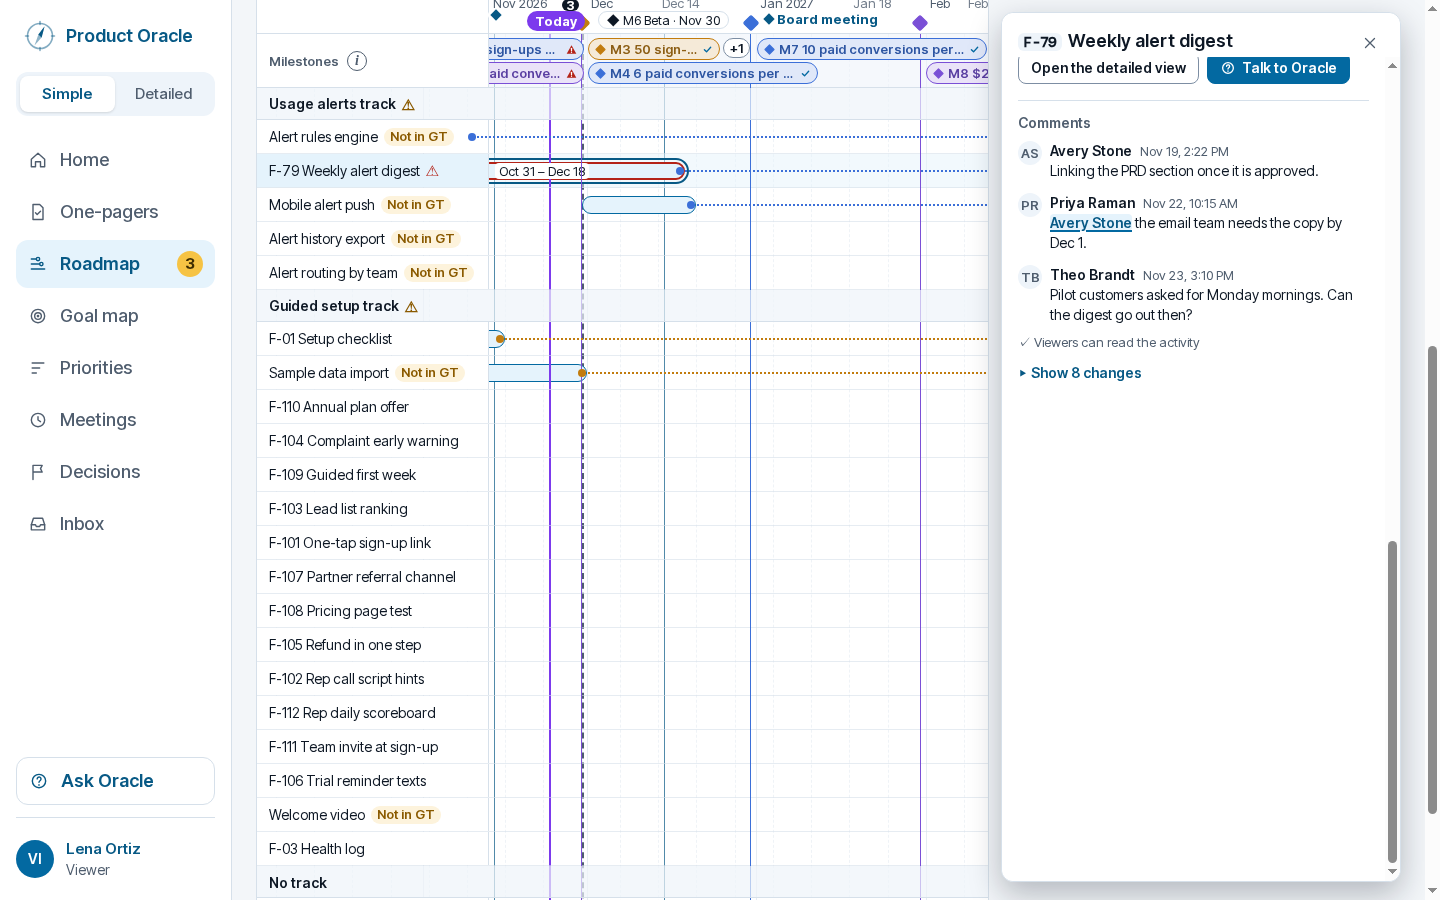 Product Oracle
Simple
Detailed
Home
One-pagers
Roadmap
3
Goal map
Priorities
Meetings
Decisions
Inbox
Ask Oracle
VI
Lena Ortiz
Viewer
Nov 2026
3
Dec
Dec 14
Jan 2027
Jan 18
Feb
Feb
Today
M6 Beta · Nov 30
Board meeting
Milestones
i
sign-ups ...
M3 50 sign-...
+1
M7 10 paid conversions per...
paid conve...
M4 6 paid conversions per ...
M8 $2
Usage alerts track
Alert rules engine
Not in GT
F-79 Weekly alert digest
Oct 31 – Dec 18
Mobile alert push
Not in GT
Alert history export
Not in GT
Alert routing by team
Not in GT
Guided setup track
F-01 Setup checklist
Sample data import
Not in GT
F-110 Annual plan offer
F-104 Complaint early warning
F-109 Guided first week
F-103 Lead list ranking
F-101 One-tap sign-up link
F-107 Partner referral channel
F-108 Pricing page test
F-105 Refund in one step
F-102 Rep call script hints
F-112 Rep daily scoreboard
F-111 Team invite at sign-up
F-106 Trial reminder texts
Welcome video
Not in GT
F-03 Health log
No track
F-79 Weekly alert digest
Open the detailed view
Talk to Oracle
Comments
AS
Avery Stone Nov 19, 2:22 PM
Linking the PRD section once it is approved.
PR
Priya Raman Nov 22, 10:15 AM
Avery Stone the email team needs the copy by
Dec 1.
TB
Theo Brandt Nov 23, 3:10 PM
Pilot customers asked for Monday mornings. Can
the digest go out then?
✓ Viewers can read the activity
Show 8 changes